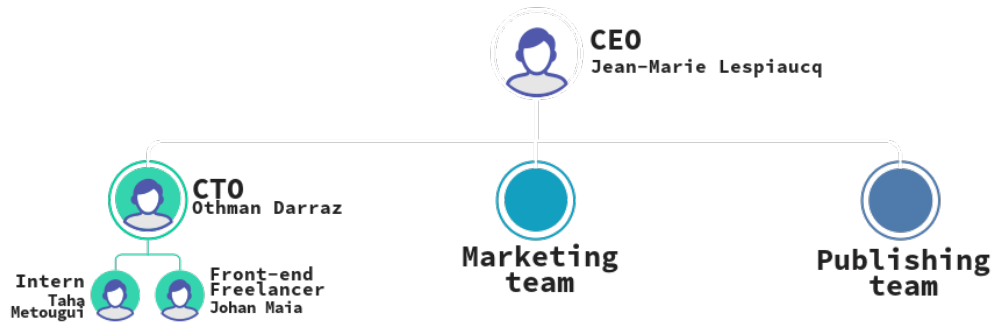 CEO
Jean-Marie Lespiaucq
CTO
Othman Darraz
Marketing
team
Publishing
team
Intern
Taha
Metougui
Front-end
Freelancer
Johan Maia